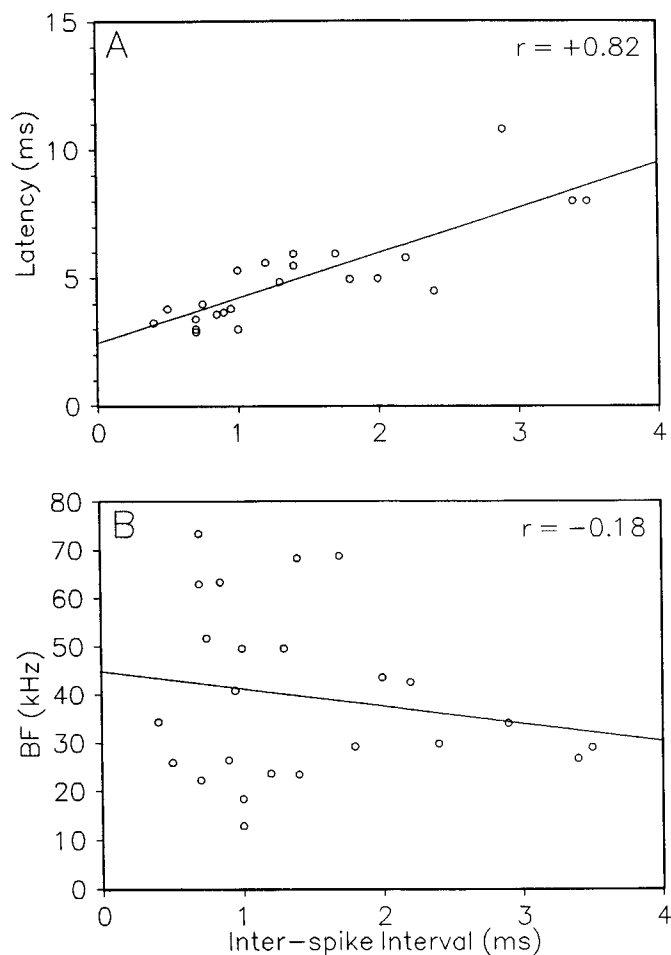 15
A
r = +0.82
10
Latency (ms)
5
0
0 1 2 3 4
80
B
r = −0.18
70
60
50
BF (kHz)
40
30
20
10
0
0 1 2 3 4
Inter-spike Interval (ms)